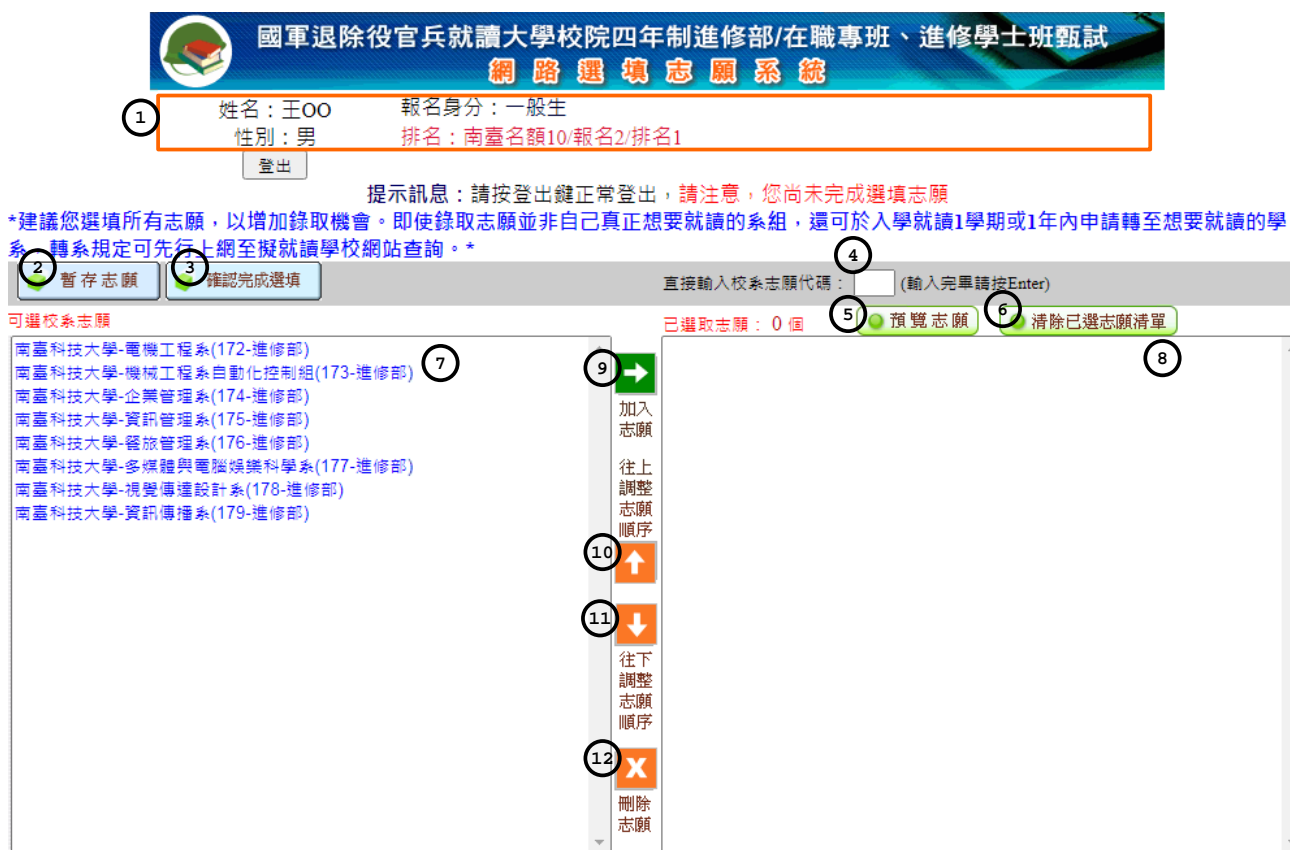 國軍退除役官兵就讀大學校院四年制進修部/在職專班、進修學士班甄試
網路選填志願系統
1
姓名：王OO 報名身分：一般生
性別：男 排名：南臺名額10/報名2/排名1
登出
提示訊息：請按登出鍵正常登出，請注意，您尚未完成選填志願
*建議您選填所有志願，以增加錄取機會。即使錄取志願並非自己真正想要就讀的系組，還可於入學就讀1學期或1年內申請轉至想要就讀的學
系，轉系規定可先行上網至擬就讀學校網站查詢。*
2 暫存志願 3 確認完成選填 直接輸入校系志願代碼： 4 (輸入完畢請按Enter)
可選校系志願 已選取志願： 0 個 5 預覽志願 6 清除已選志願清單
南臺科技大學-電機工程系(172-進修部)
南臺科技大學-機械工程系自動化控制組(173-進修部)
南臺科技大學-企業管理系(174-進修部)
南臺科技大學-資訊管理系(175-進修部)
南臺科技大學-餐旅管理系(176-進修部)
南臺科技大學-多媒體與電腦娛樂科學系(177-進修部)
南臺科技大學-視覺傳達設計系(178-進修部)
南臺科技大學-資訊傳播系(179-進修部)
7
8
9
加入
志願
往上
調整
志願
順序
10
11
往下
調整
志願
順序
12
X
刪除
志願